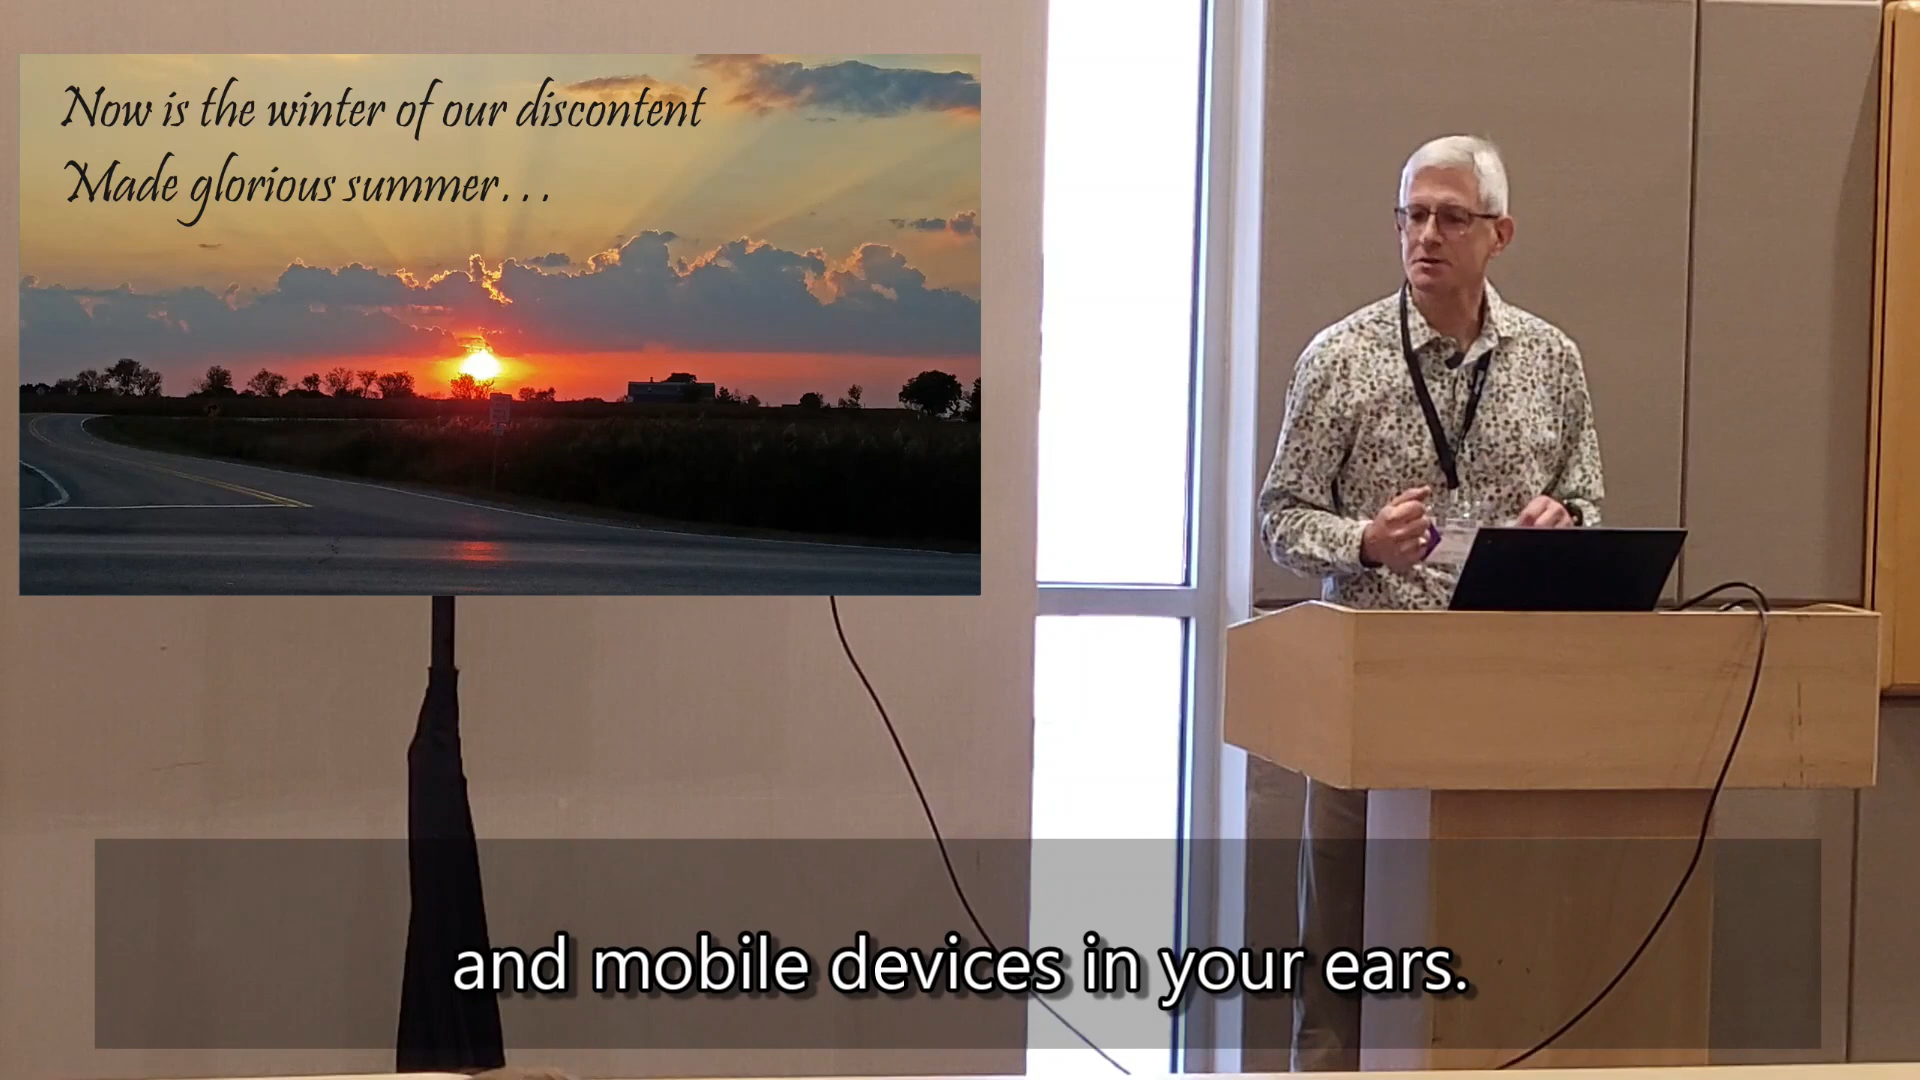 Now is the winter of our discontent
Made glorious summer...
and mobile devices in your ears.